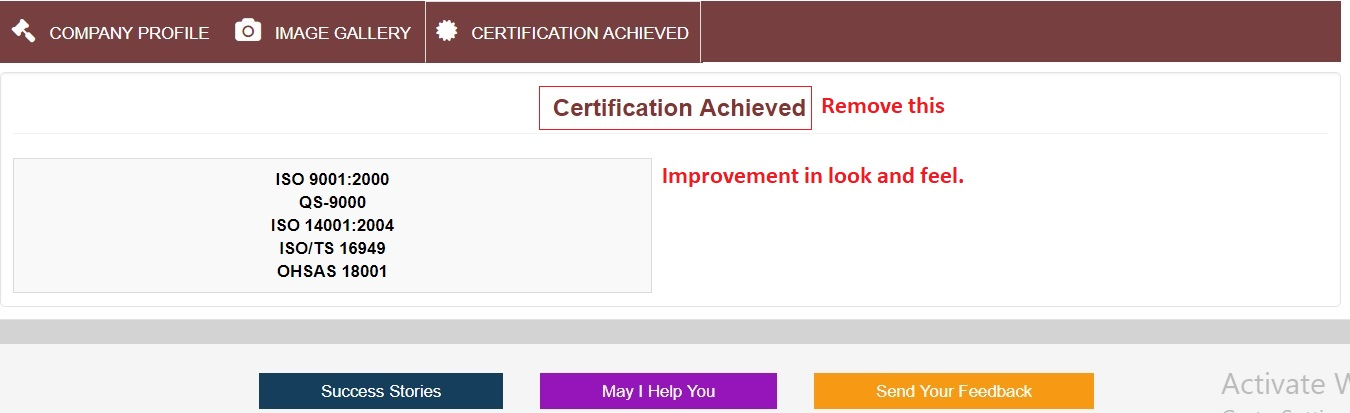 COMPANY PROFILE IMAGE GALLERY CERTIFICATION ACHIEVED
Certification Achieved Remove this
Improvement in look and feel.
ISO 9001:2000
QS-9000
ISO 14001:2004
ISO/TS 16949
OHSAS 18001
Success Stories May I Help You Send Your Feedback
Activate W